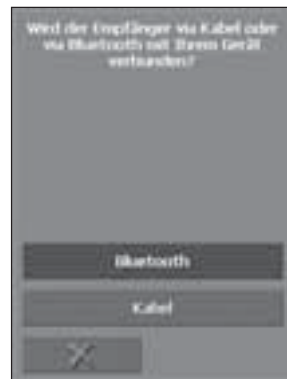 Wird der Empfänger via Kabel oder
via Bluetooth mit Ihrem Gerät
verbunden?
Bluetooth
Kabel